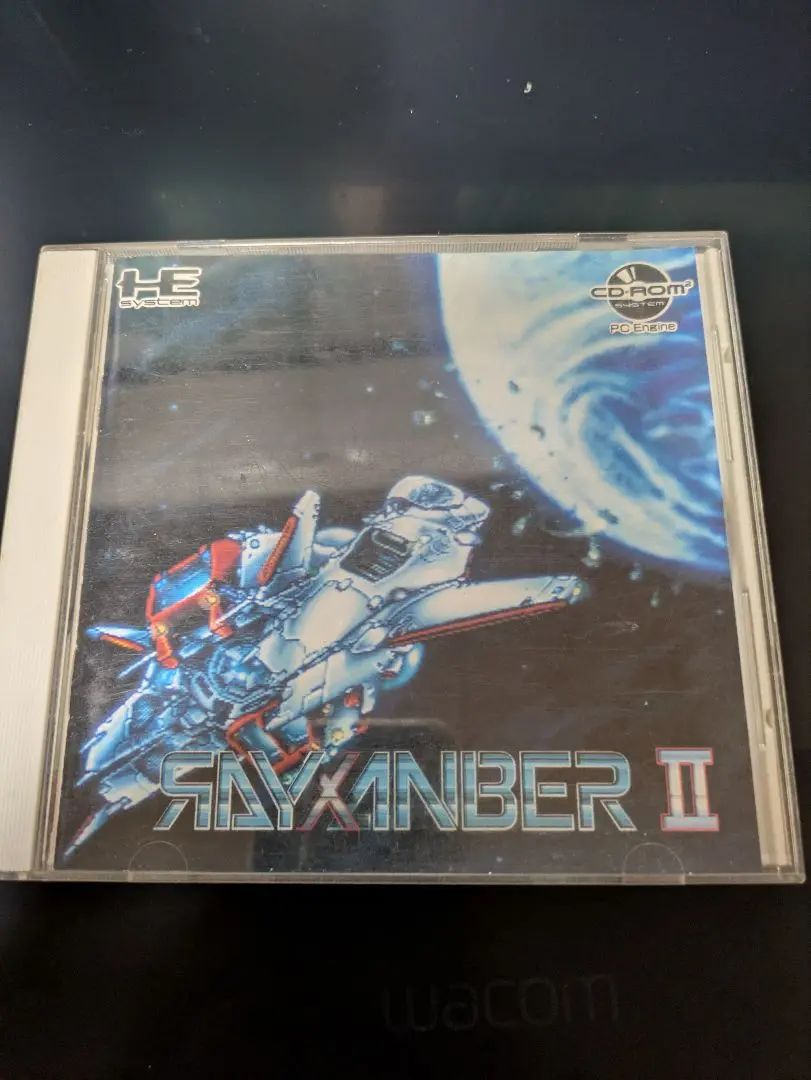 HE
system
CD-ROM²
SYSTEM
PC Engine
RAYXANBER II
wacom